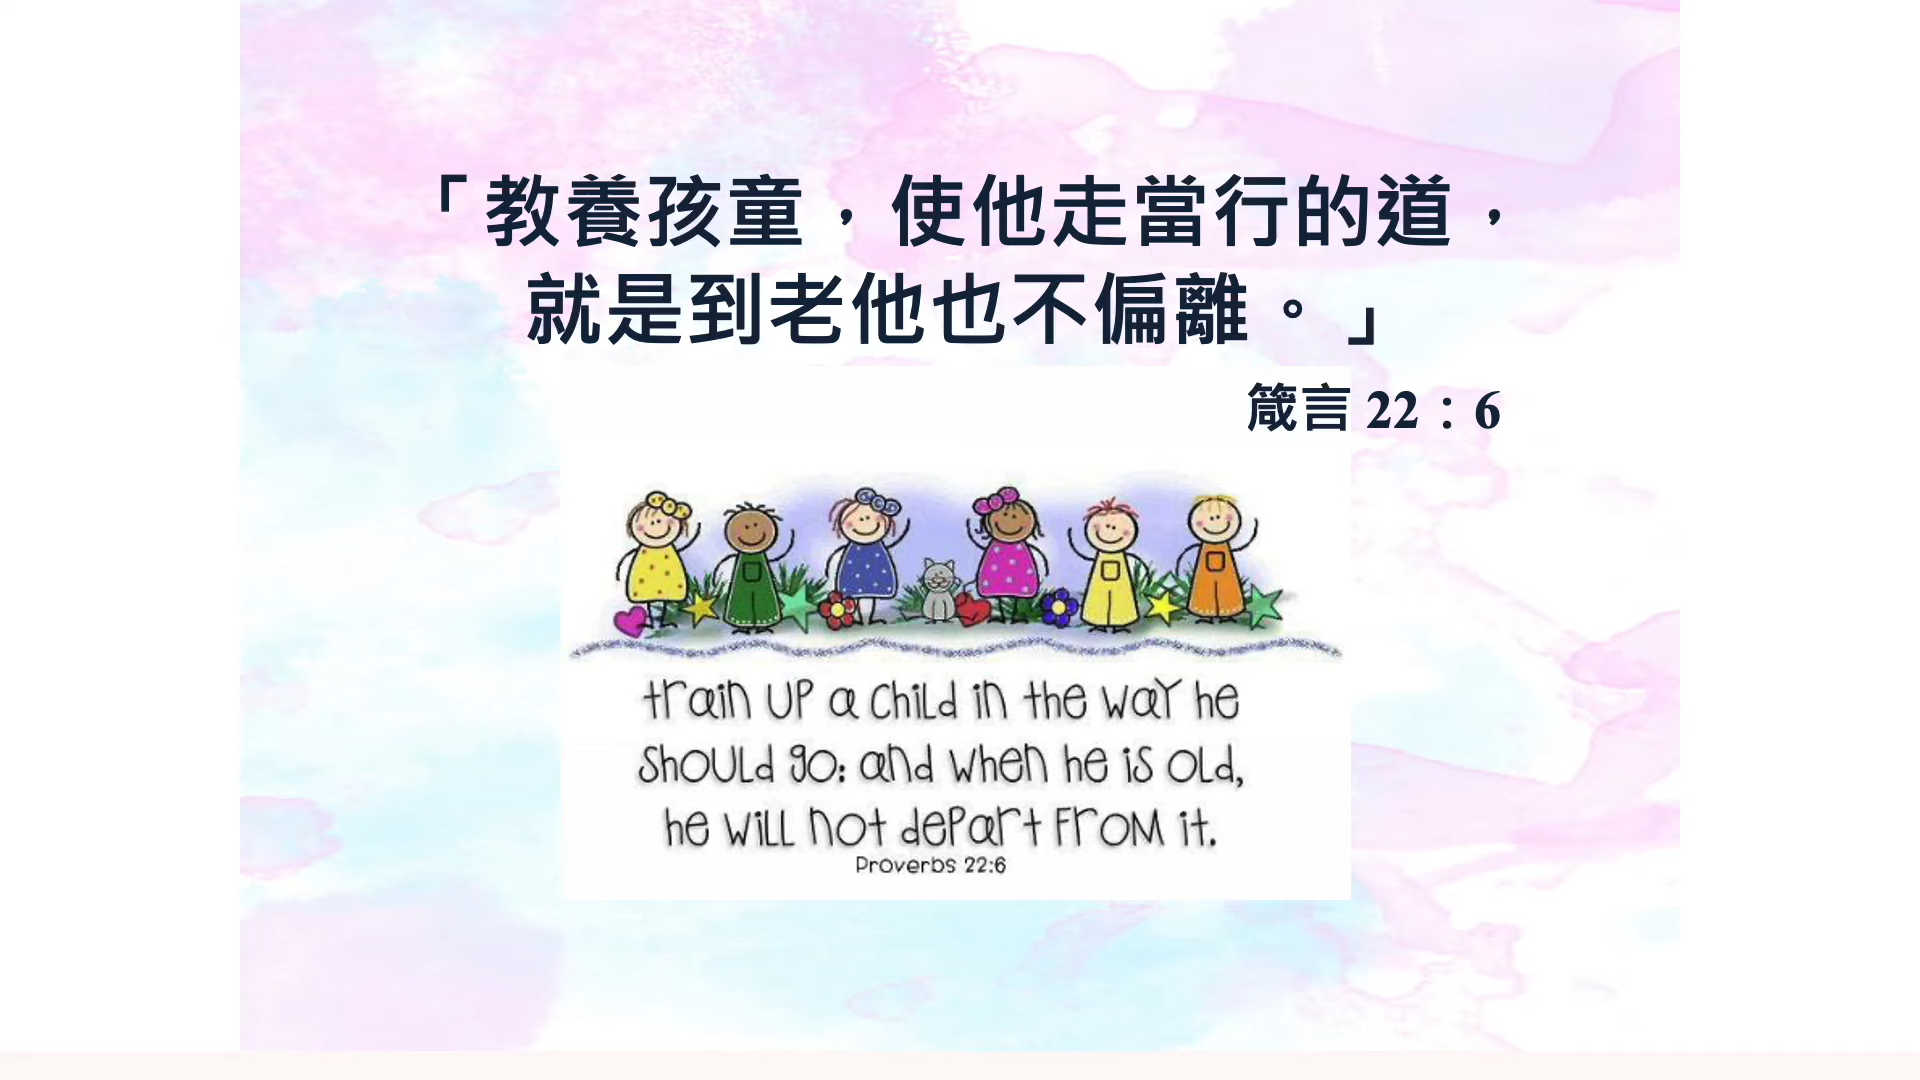 「教養孩童，使他走當行的道，
就是到老他也不偏離。」
箴言 22：6
train up a child in the way he
should go: and when he is old,
he will not depart from it.
Proverbs 22:6